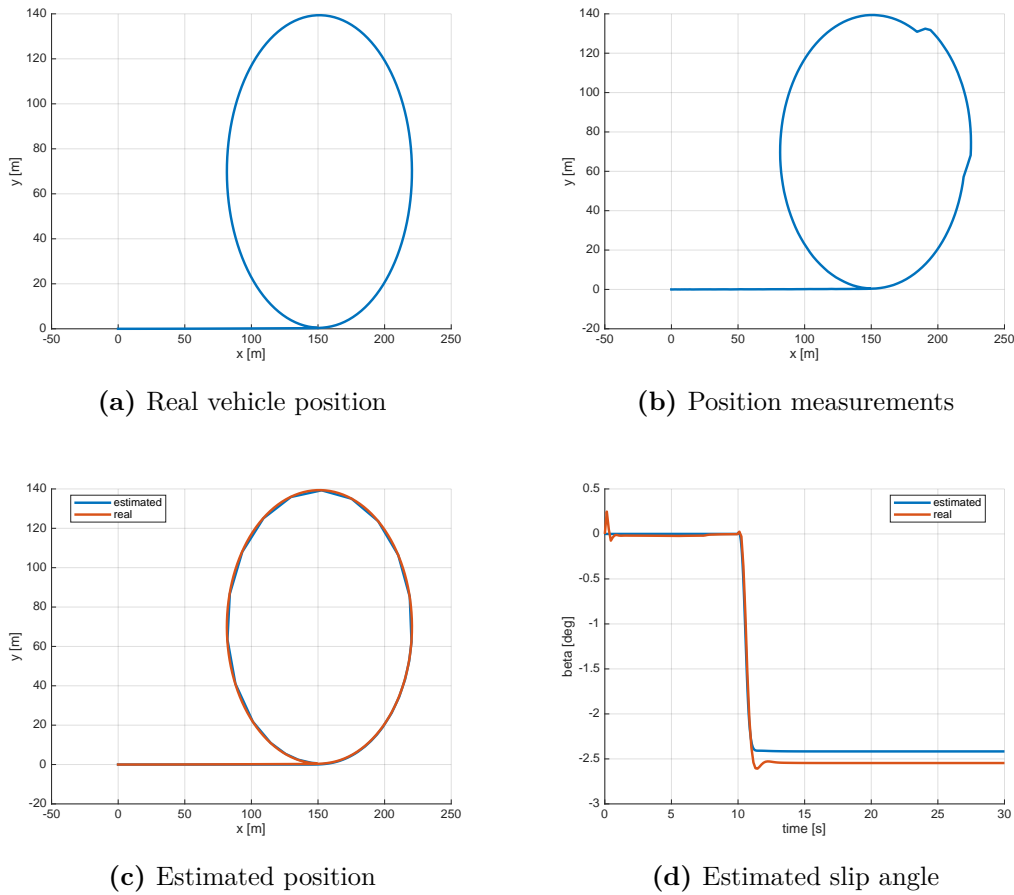 140
120
100
80
60
40
20
0
y [m]
-50 0 50 100 150 200 250
x [m]
(a) Real vehicle position
140
120
100
80
60
40
20
0
-20
y [m]
-50 0 50 100 150 200 250
x [m]
(b) Position measurements
140
120
100
80
60
40
20
0
-20
y [m]
estimated
real
-50 0 50 100 150 200 250
x [m]
(c) Estimated position
0.5
0
-0.5
-1
-1.5
-2
-2.5
-3
beta [deg]
estimated
real
0 5 10 15 20 25 30
time [s]
(d) Estimated slip angle